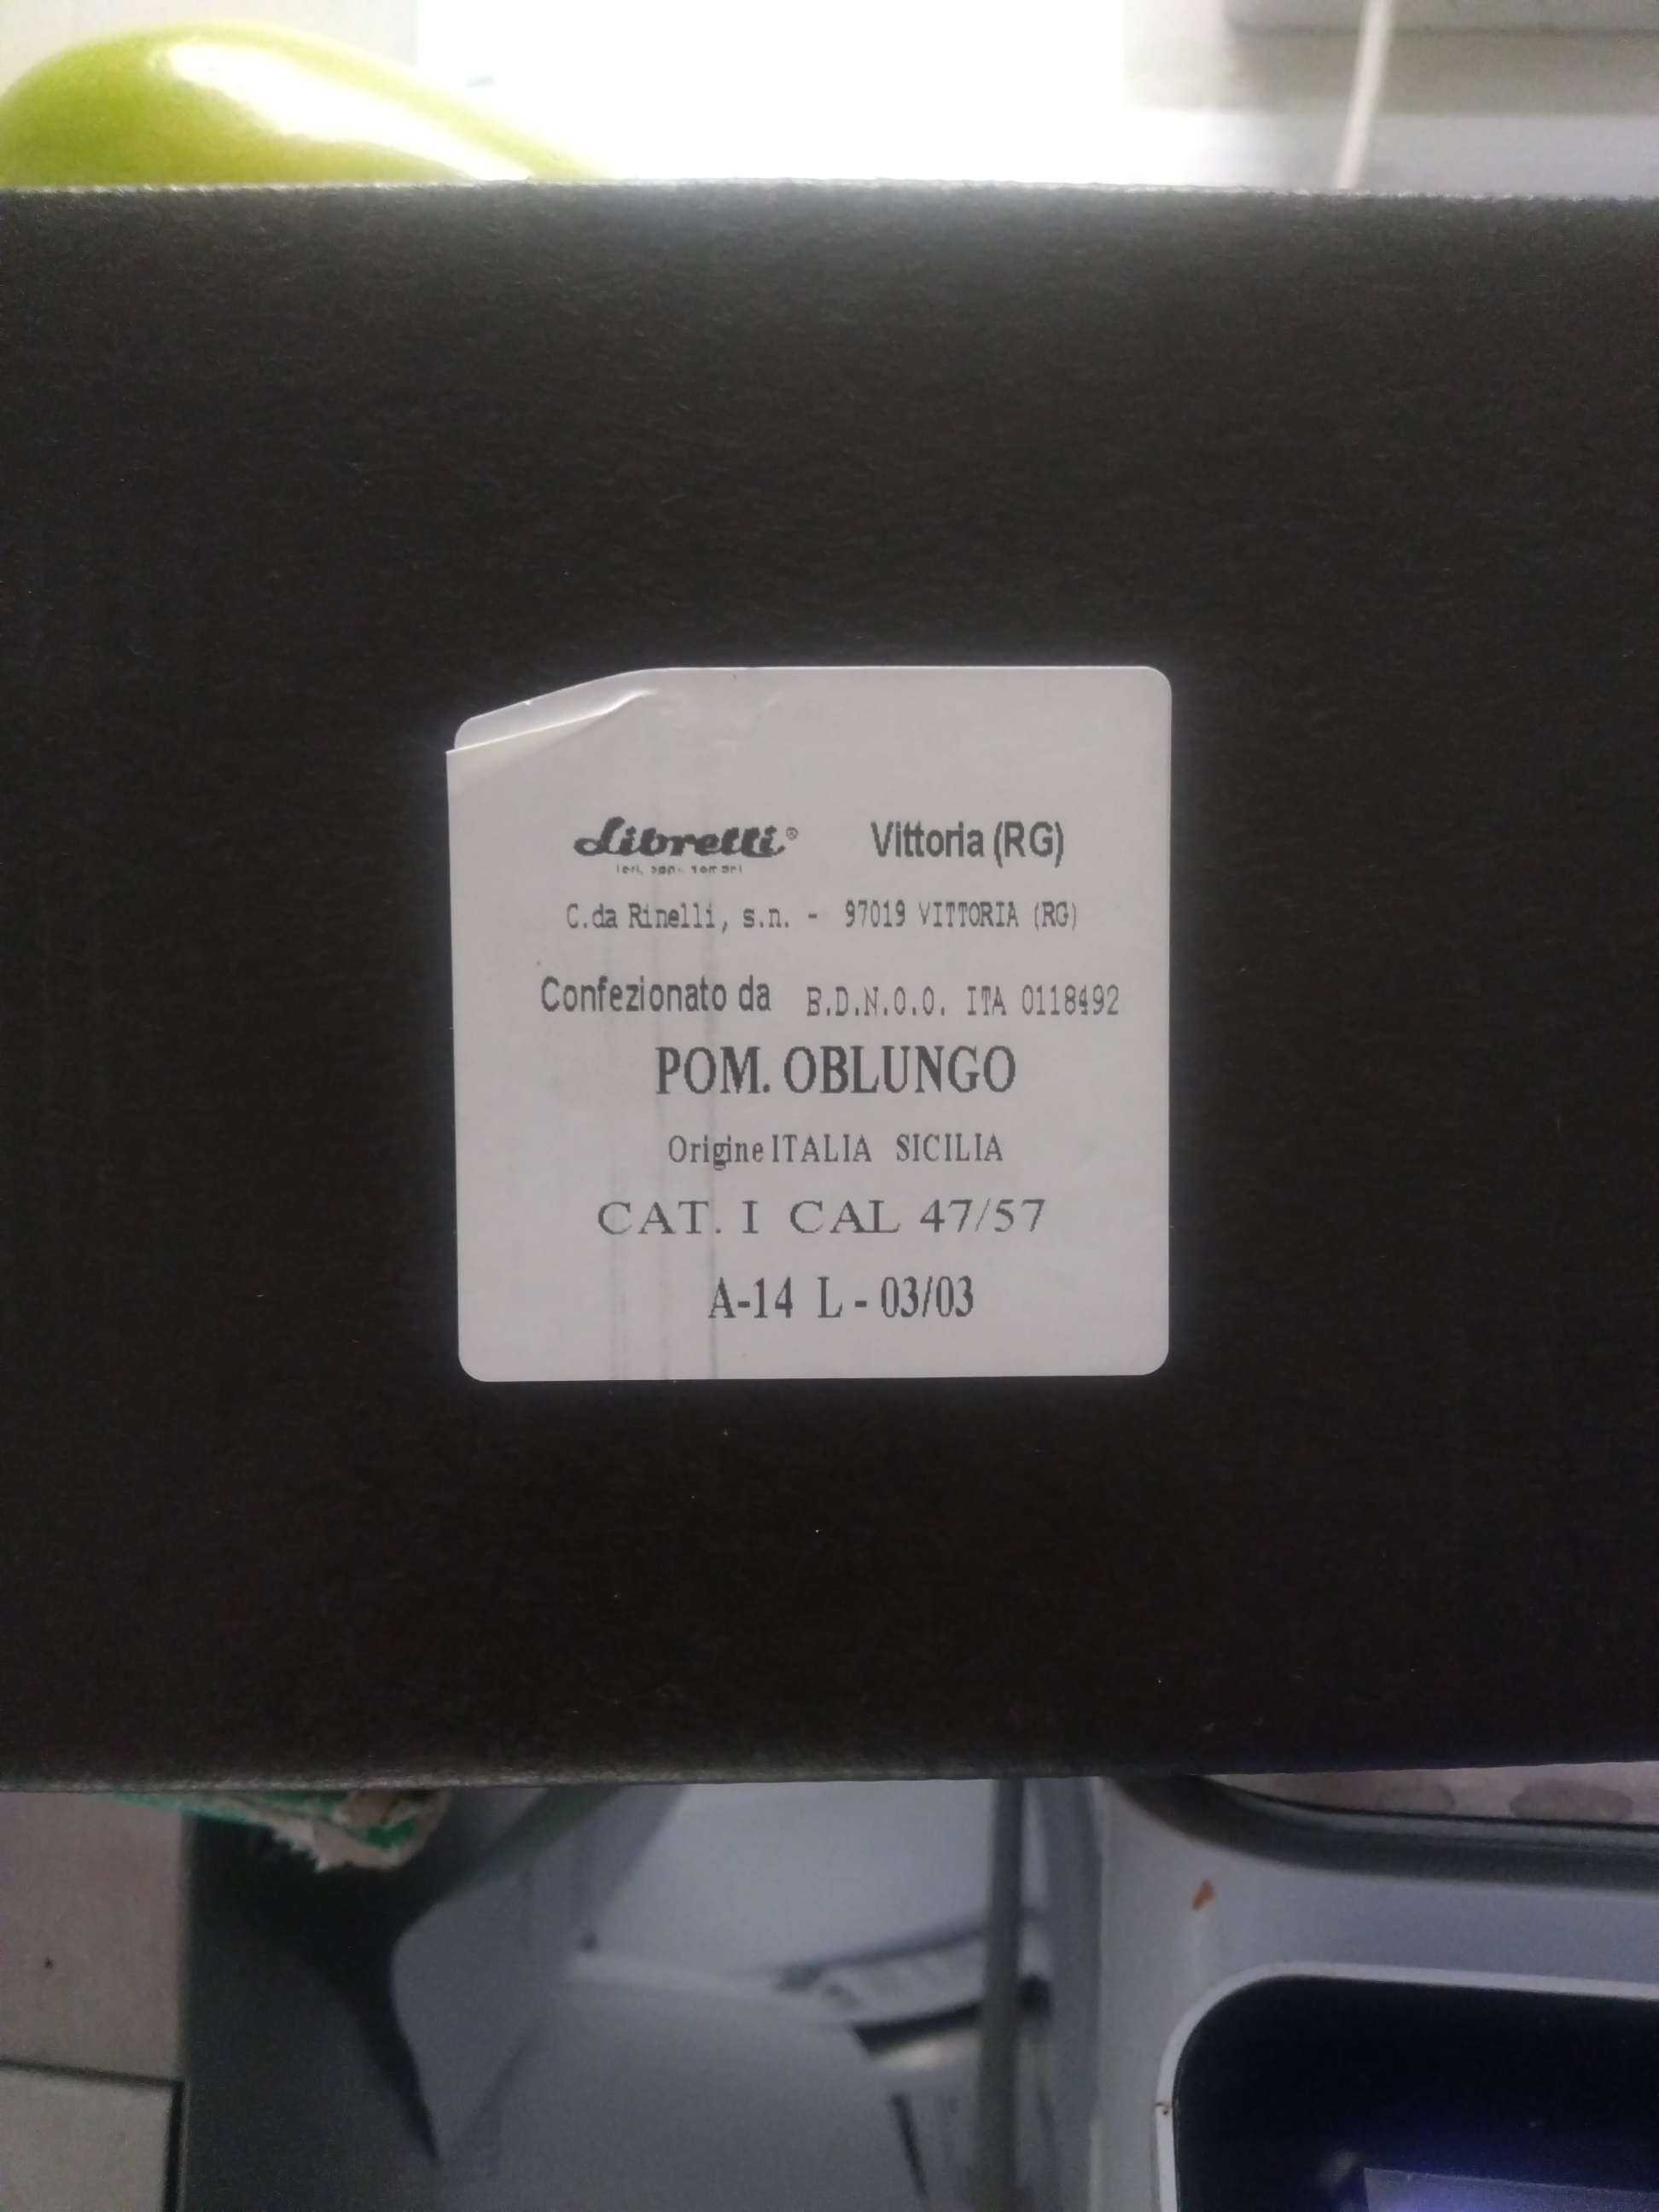 Libretti® Vittoria (RG)
C.da Rinelli, s.n. - 97019 VITTORIA (RG)
Confezionato da B.D.N.O.O. ITA 0118492
POM. OBLUNGO
Origine ITALIA SICILIA
CAT. I CAL 47/57
A-14 L - 03/03